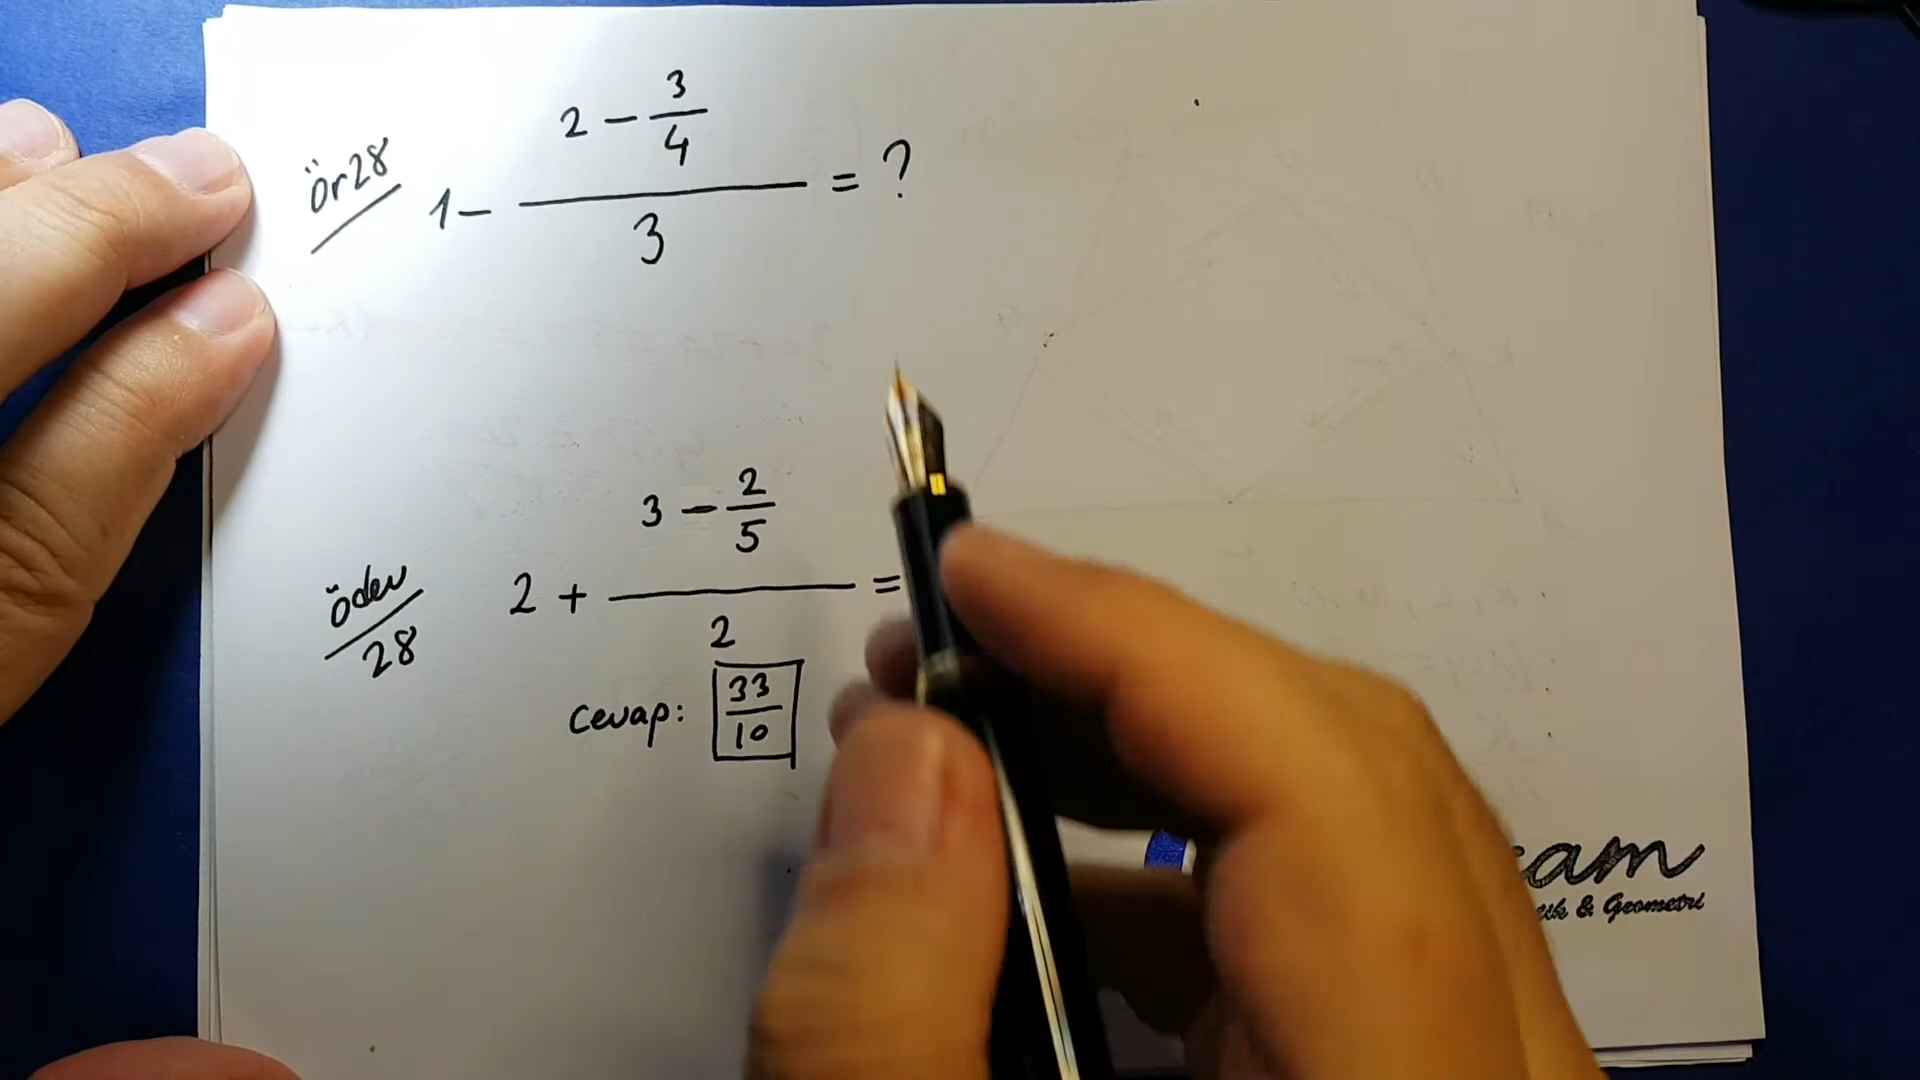 Ör28
1 - (2 - 3/4)/3 = ?
ödev
28
2 + (3 - 2/5)/2 =
Cevap: 33/10
& Geometri